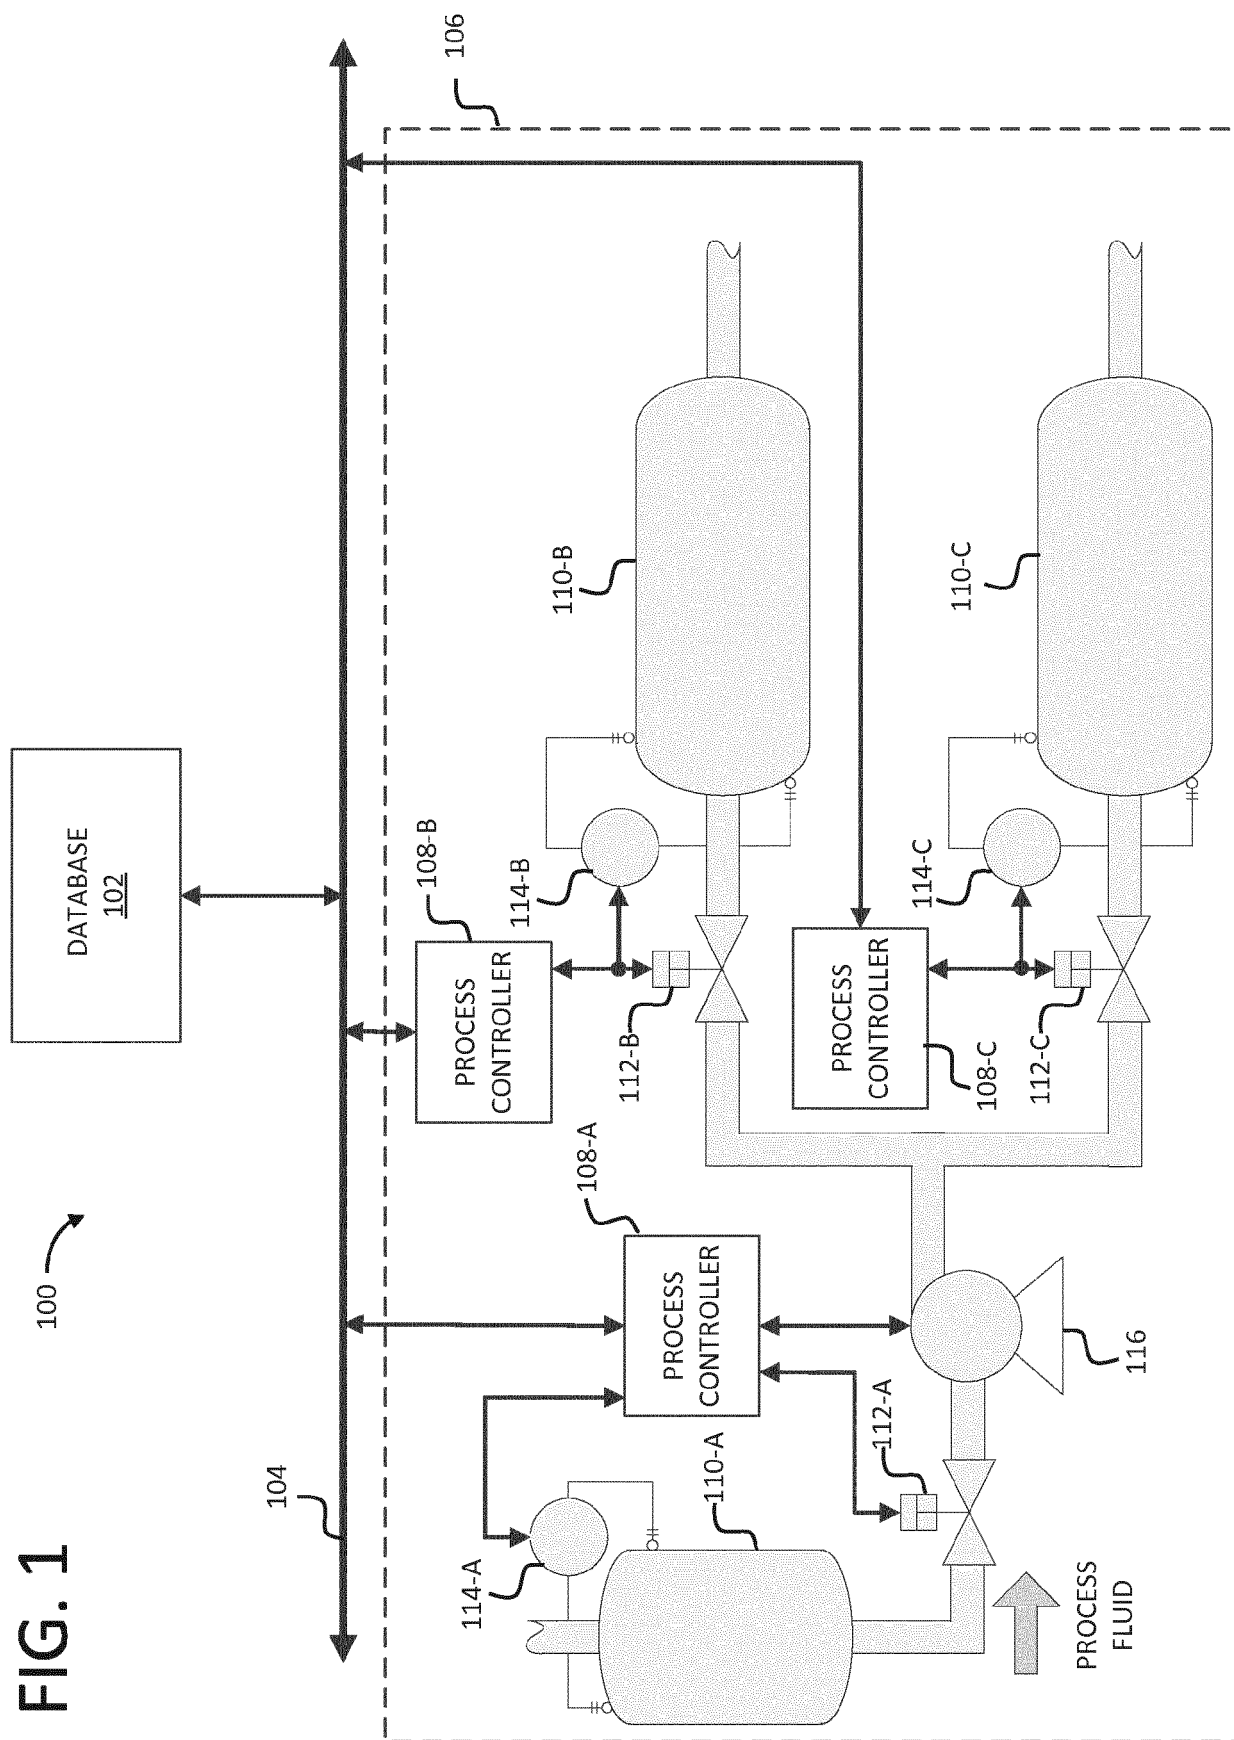 FIG. 1
100
DATABASE
102
104
106
PROCESS
CONTROLLER
108-B
114-B
110-B
112-B
108-A
PROCESS
CONTROLLER
114-A
110-A
112-A
PROCESS
CONTROLLER
108-C
114-C
110-C
112-C
116
PROCESS
FLUID